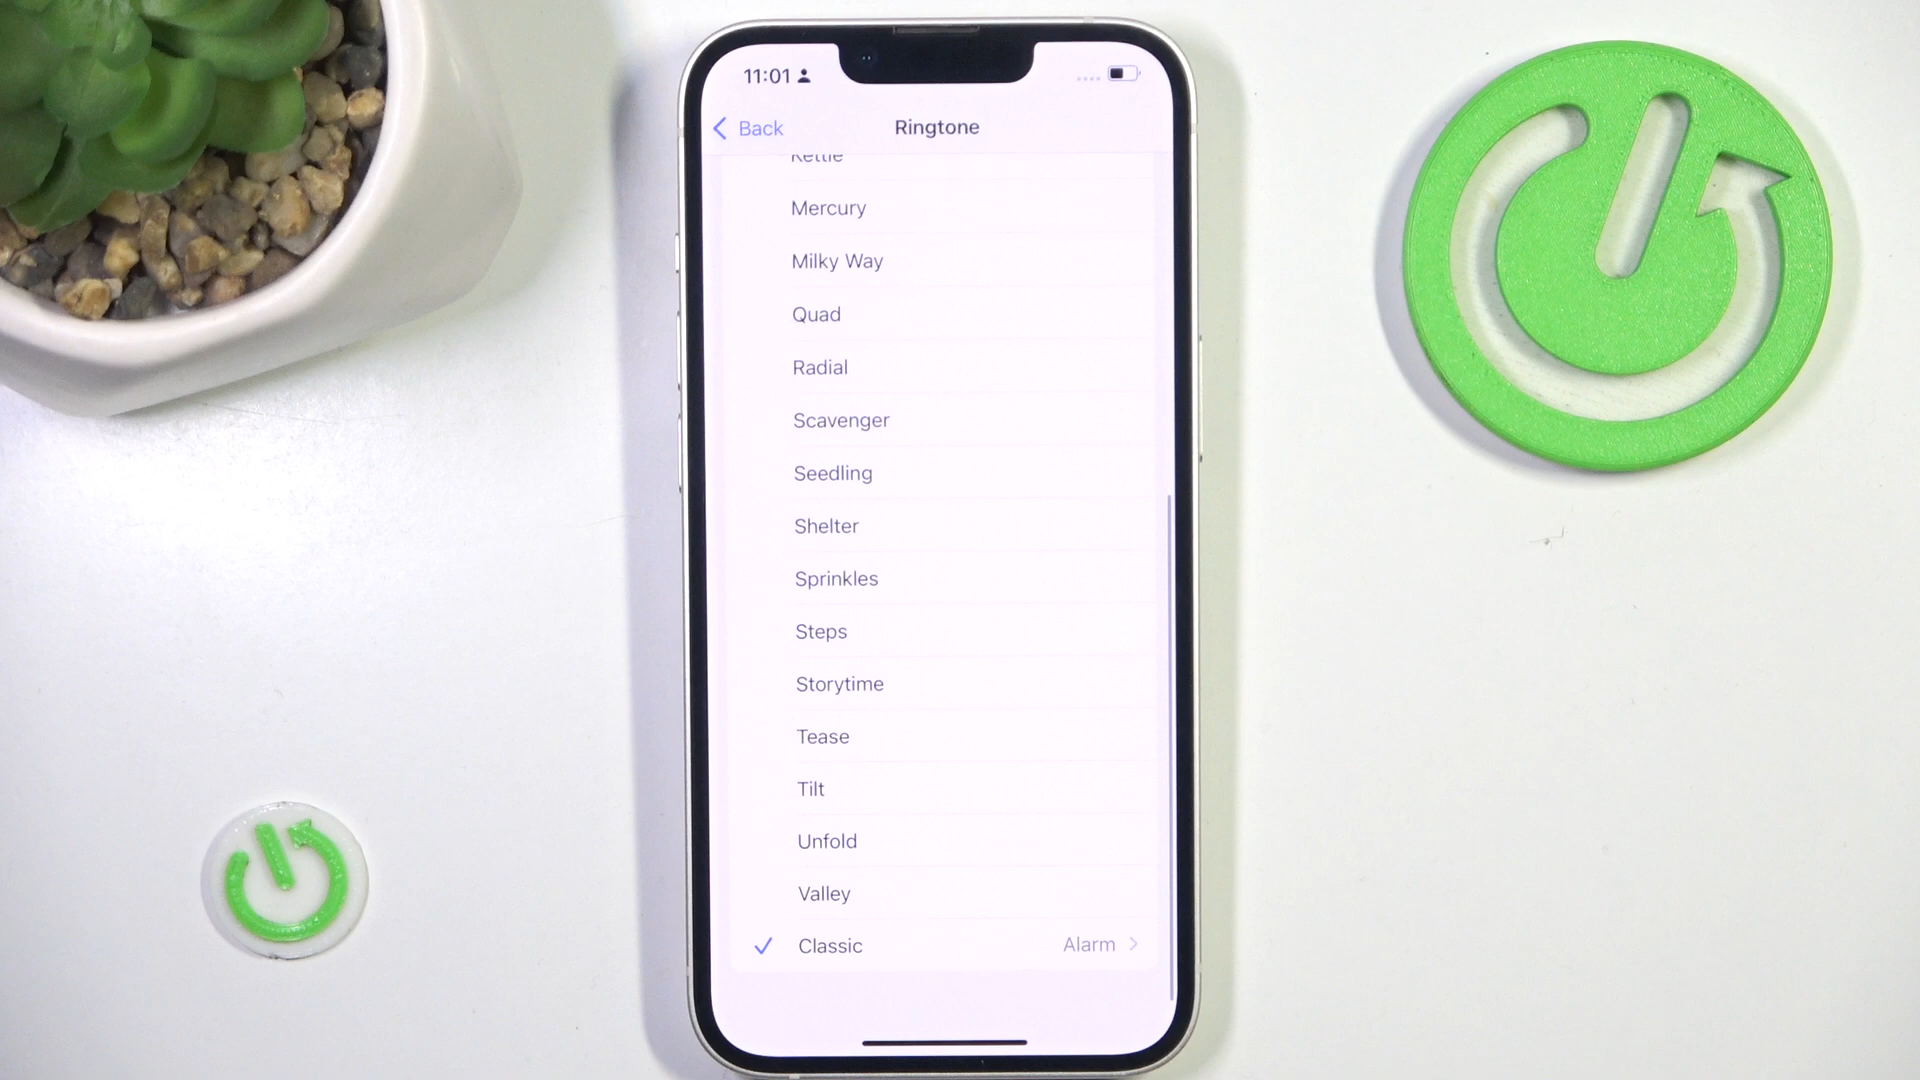 11:01
Back
Ringtone
Kettle
Mercury
Milky Way
Quad
Radial
Scavenger
Seedling
Shelter
Sprinkles
Steps
Storytime
Tease
Tilt
Unfold
Valley
Classic Alarm